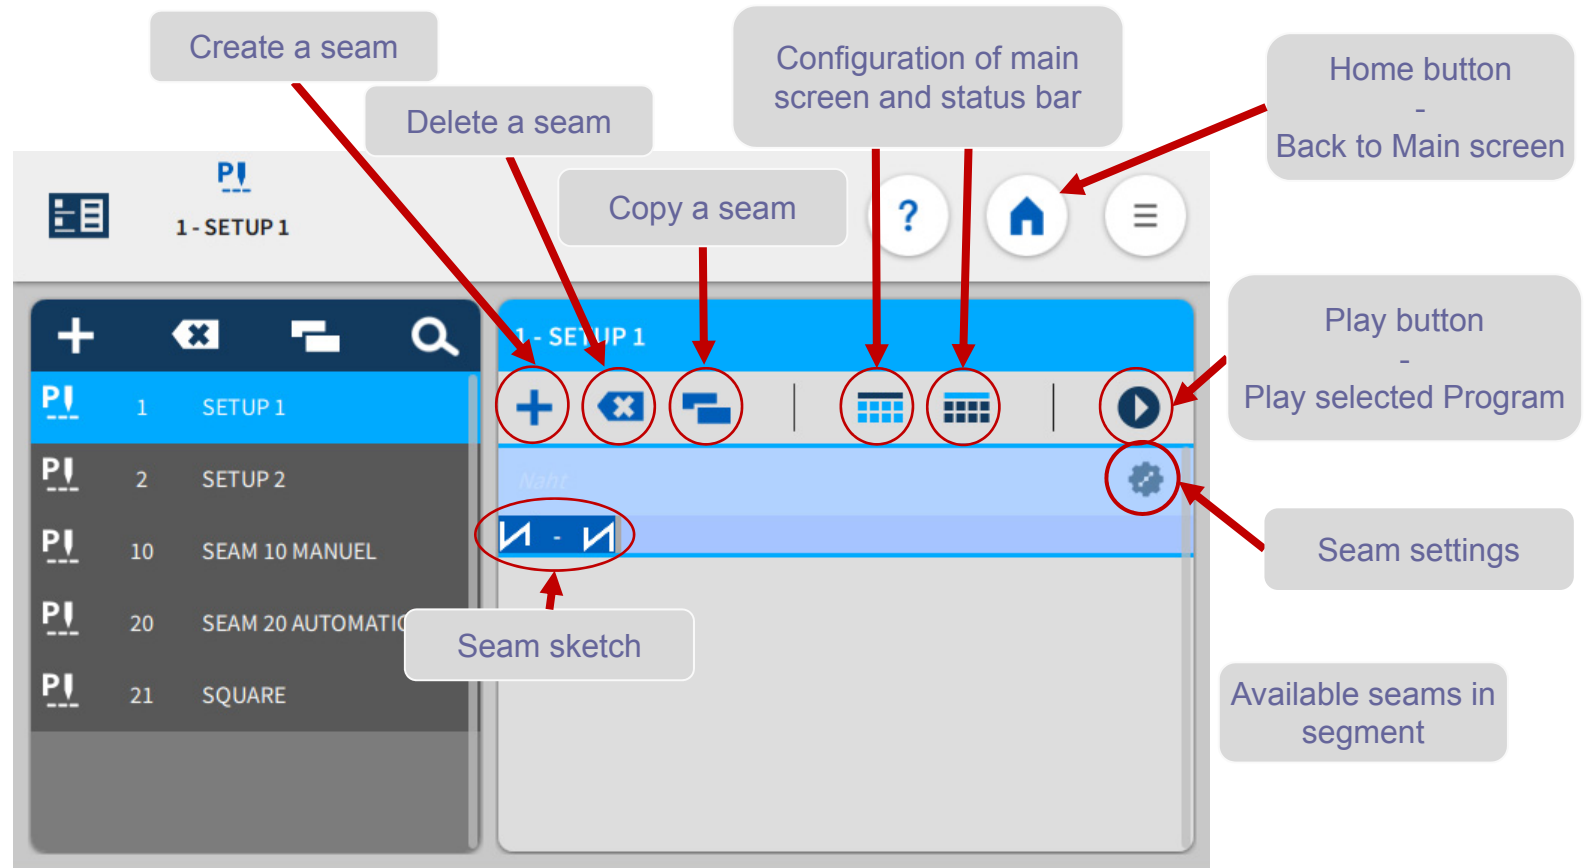 Create a seam
Configuration of main
screen and status bar
Home button
-
Back to Main screen
Delete a seam
Copy a seam
P
1 - SETUP 1
?
Play button
-
Play selected Program
1 - SETUP 1
P 1 SETUP 1
P 2 SETUP 2
P 10 SEAM 10 MANUEL
P 20 SEAM 20 AUTOMATIC
P 21 SQUARE
Naht
Seam settings
Seam sketch
Available seams in
segment